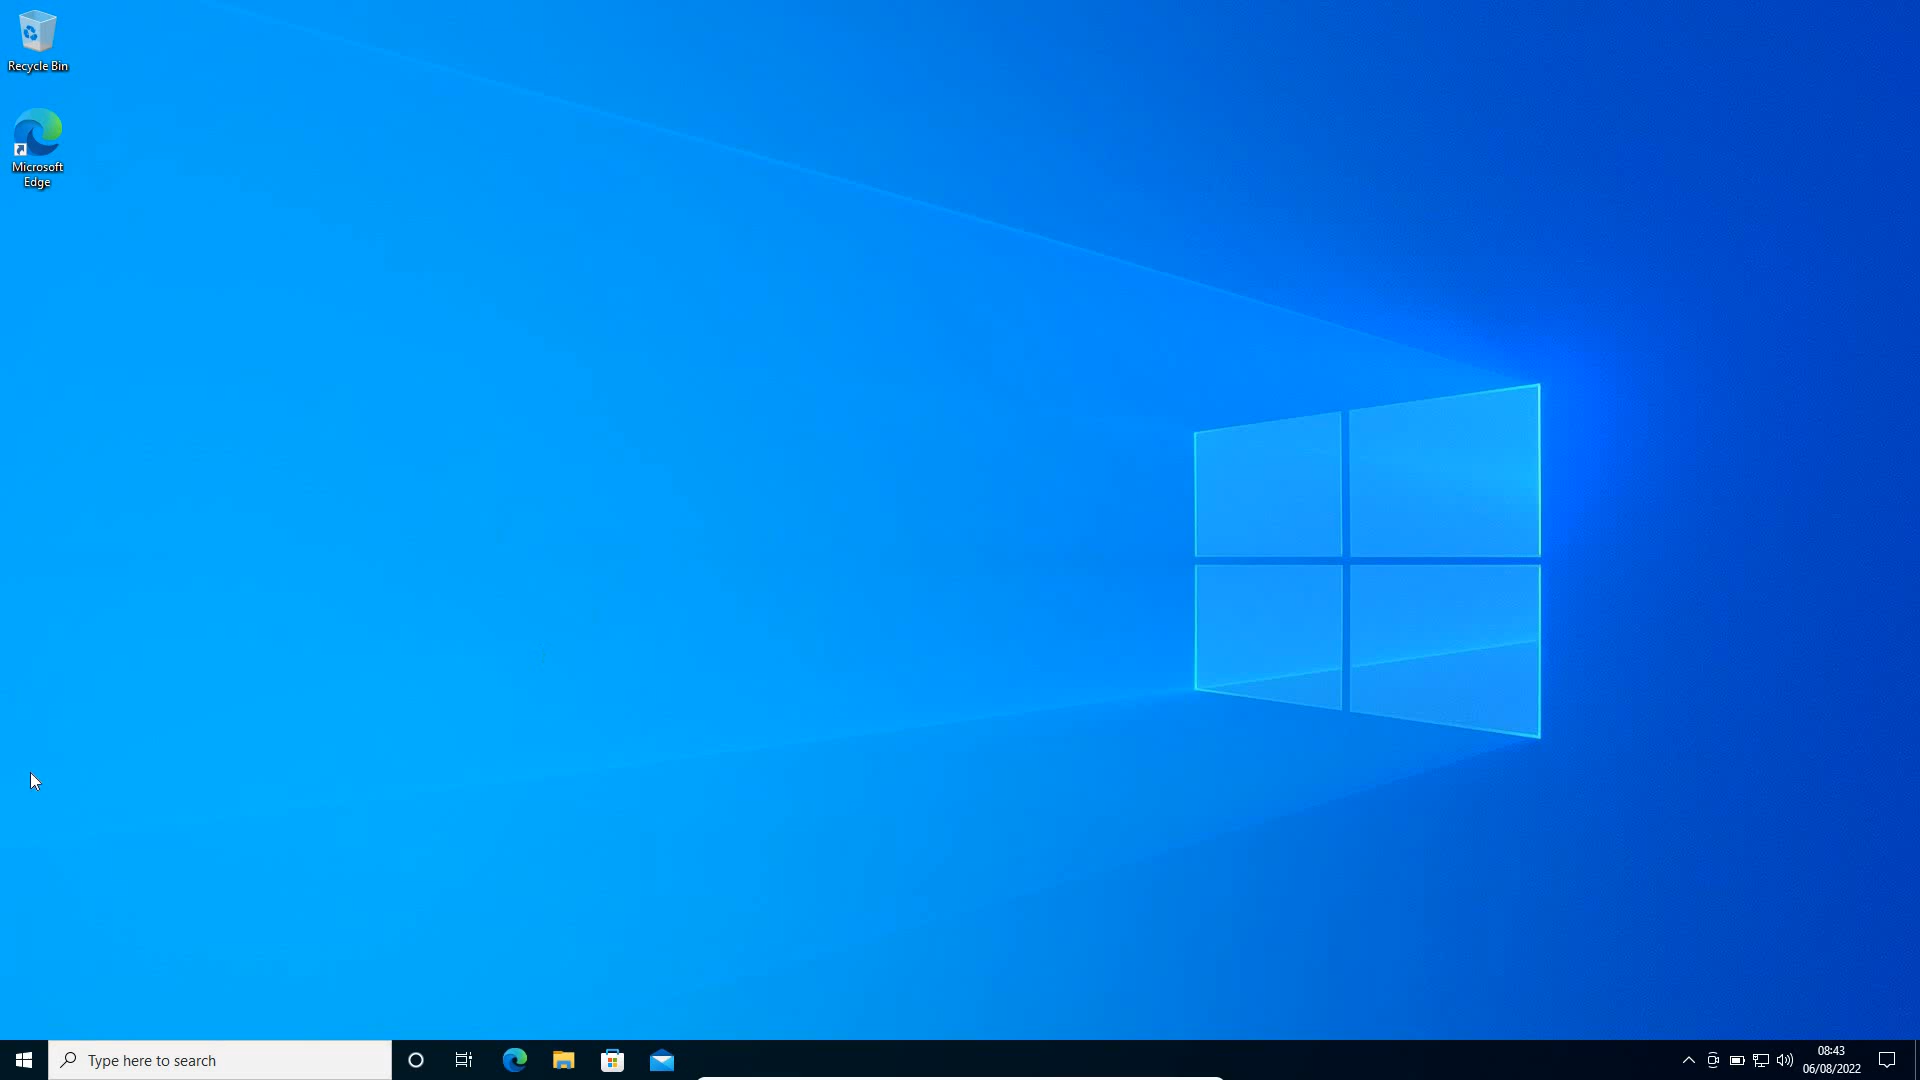 Recycle Bin
Microsoft
Edge
Type here to search
08:43
06/08/2022